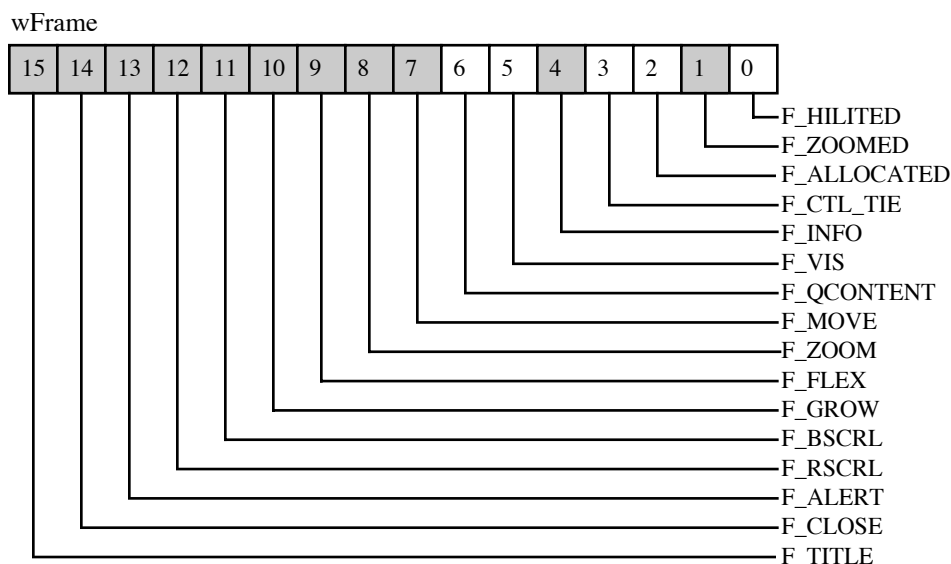 wFrame
15 14 13 12 11 10 9 8 7 6 5 4 3 2 1 0
F_HILITED
F_ZOOMED
F_ALLOCATED
F_CTL_TIE
F_INFO
F_VIS
F_QCONTENT
F_MOVE
F_ZOOM
F_FLEX
F_GROW
F_BSCRL
F_RSCRL
F_ALERT
F_CLOSE
F_TITLE